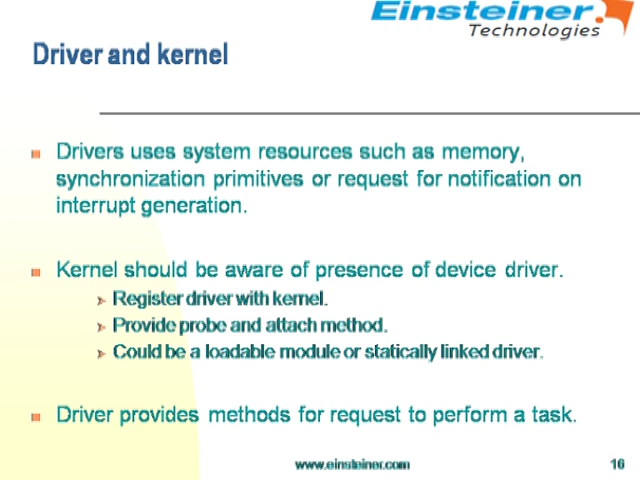 Einsteiner
Technologies
Driver and kernel
Drivers uses system resources such as memory,
synchronization primitives or request for notification on
interrupt generation.
Kernel should be aware of presence of device driver.
Register driver with kernel.
Provide probe and attach method.
Could be a loadable module or statically linked driver.
Driver provides methods for request to perform a task.
www.einsteiner.com
16